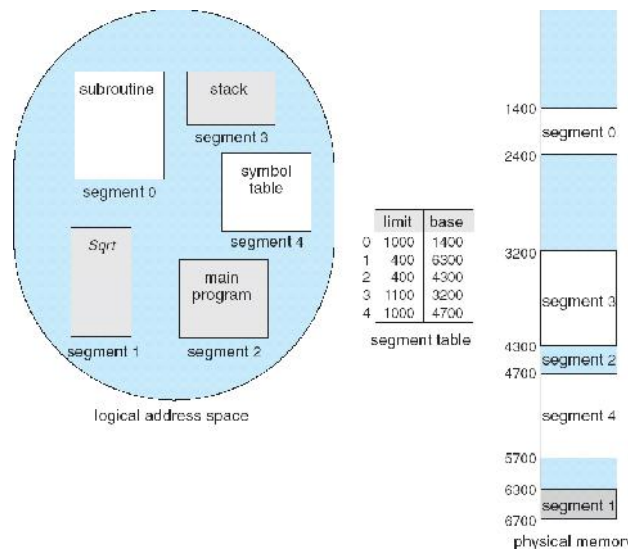 subroutine
segment 0
stack
segment 3
symbol
table
segment 4
Sqrt
segment 1
main
program
segment 2
logical address space
limit base
0 1000 1400
1 400 6300
2 400 4300
3 1100 3200
4 1000 4700
segment table
1400
segment 0
2400
3200
segment 3
4300
segment 2
4700
segment 4
5700
6300
segment 1
6700
physical memory